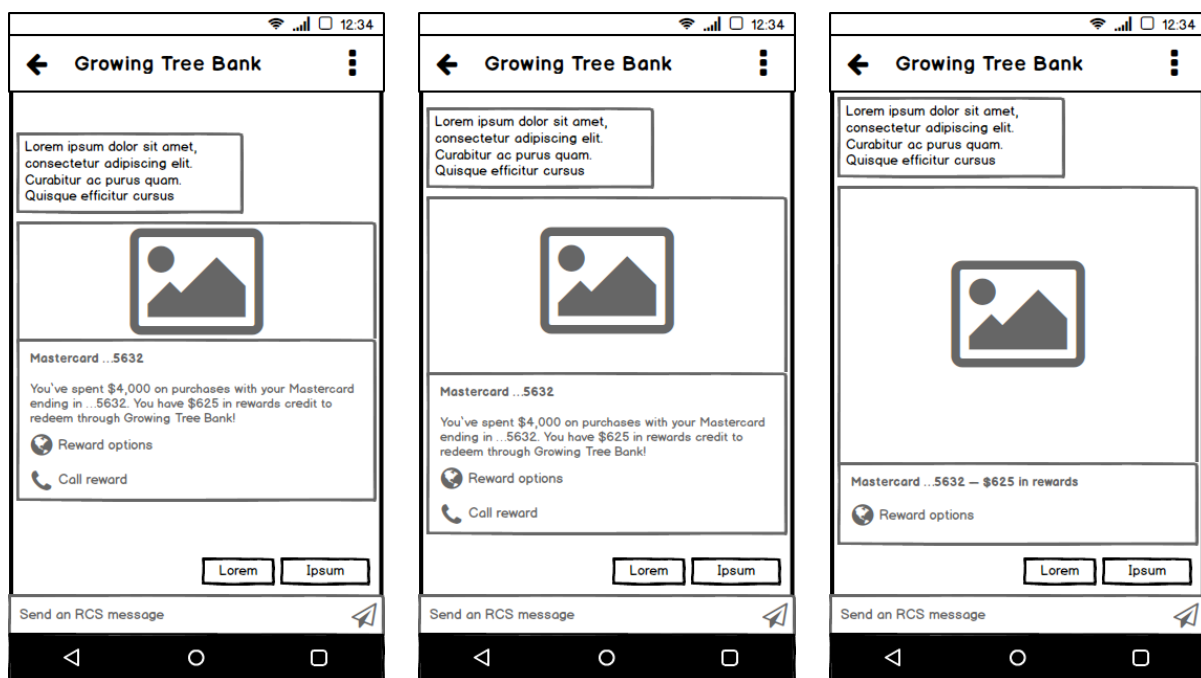 12:34
Growing Tree Bank
Lorem ipsum dolor sit amet,
consectetur adipiscing elit.
Curabitur ac purus quam.
Quisque efficitur cursus
Mastercard ...5632
You've spent $4,000 on purchases with your Mastercard
ending in ...5632. You have $625 in rewards credit to
redeem through Growing Tree Bank!
Reward options
Call reward
Lorem Ipsum
Send an RCS message
12:34
Growing Tree Bank
Lorem ipsum dolor sit amet,
consectetur adipiscing elit.
Curabitur ac purus quam.
Quisque efficitur cursus
Mastercard ...5632
You've spent $4,000 on purchases with your Mastercard
ending in ...5632. You have $625 in rewards credit to
redeem through Growing Tree Bank!
Reward options
Call reward
Lorem Ipsum
Send an RCS message
12:34
Growing Tree Bank
Lorem ipsum dolor sit amet,
consectetur adipiscing elit.
Curabitur ac purus quam.
Quisque efficitur cursus
Mastercard ...5632 — $625 in rewards
Reward options
Lorem Ipsum
Send an RCS message